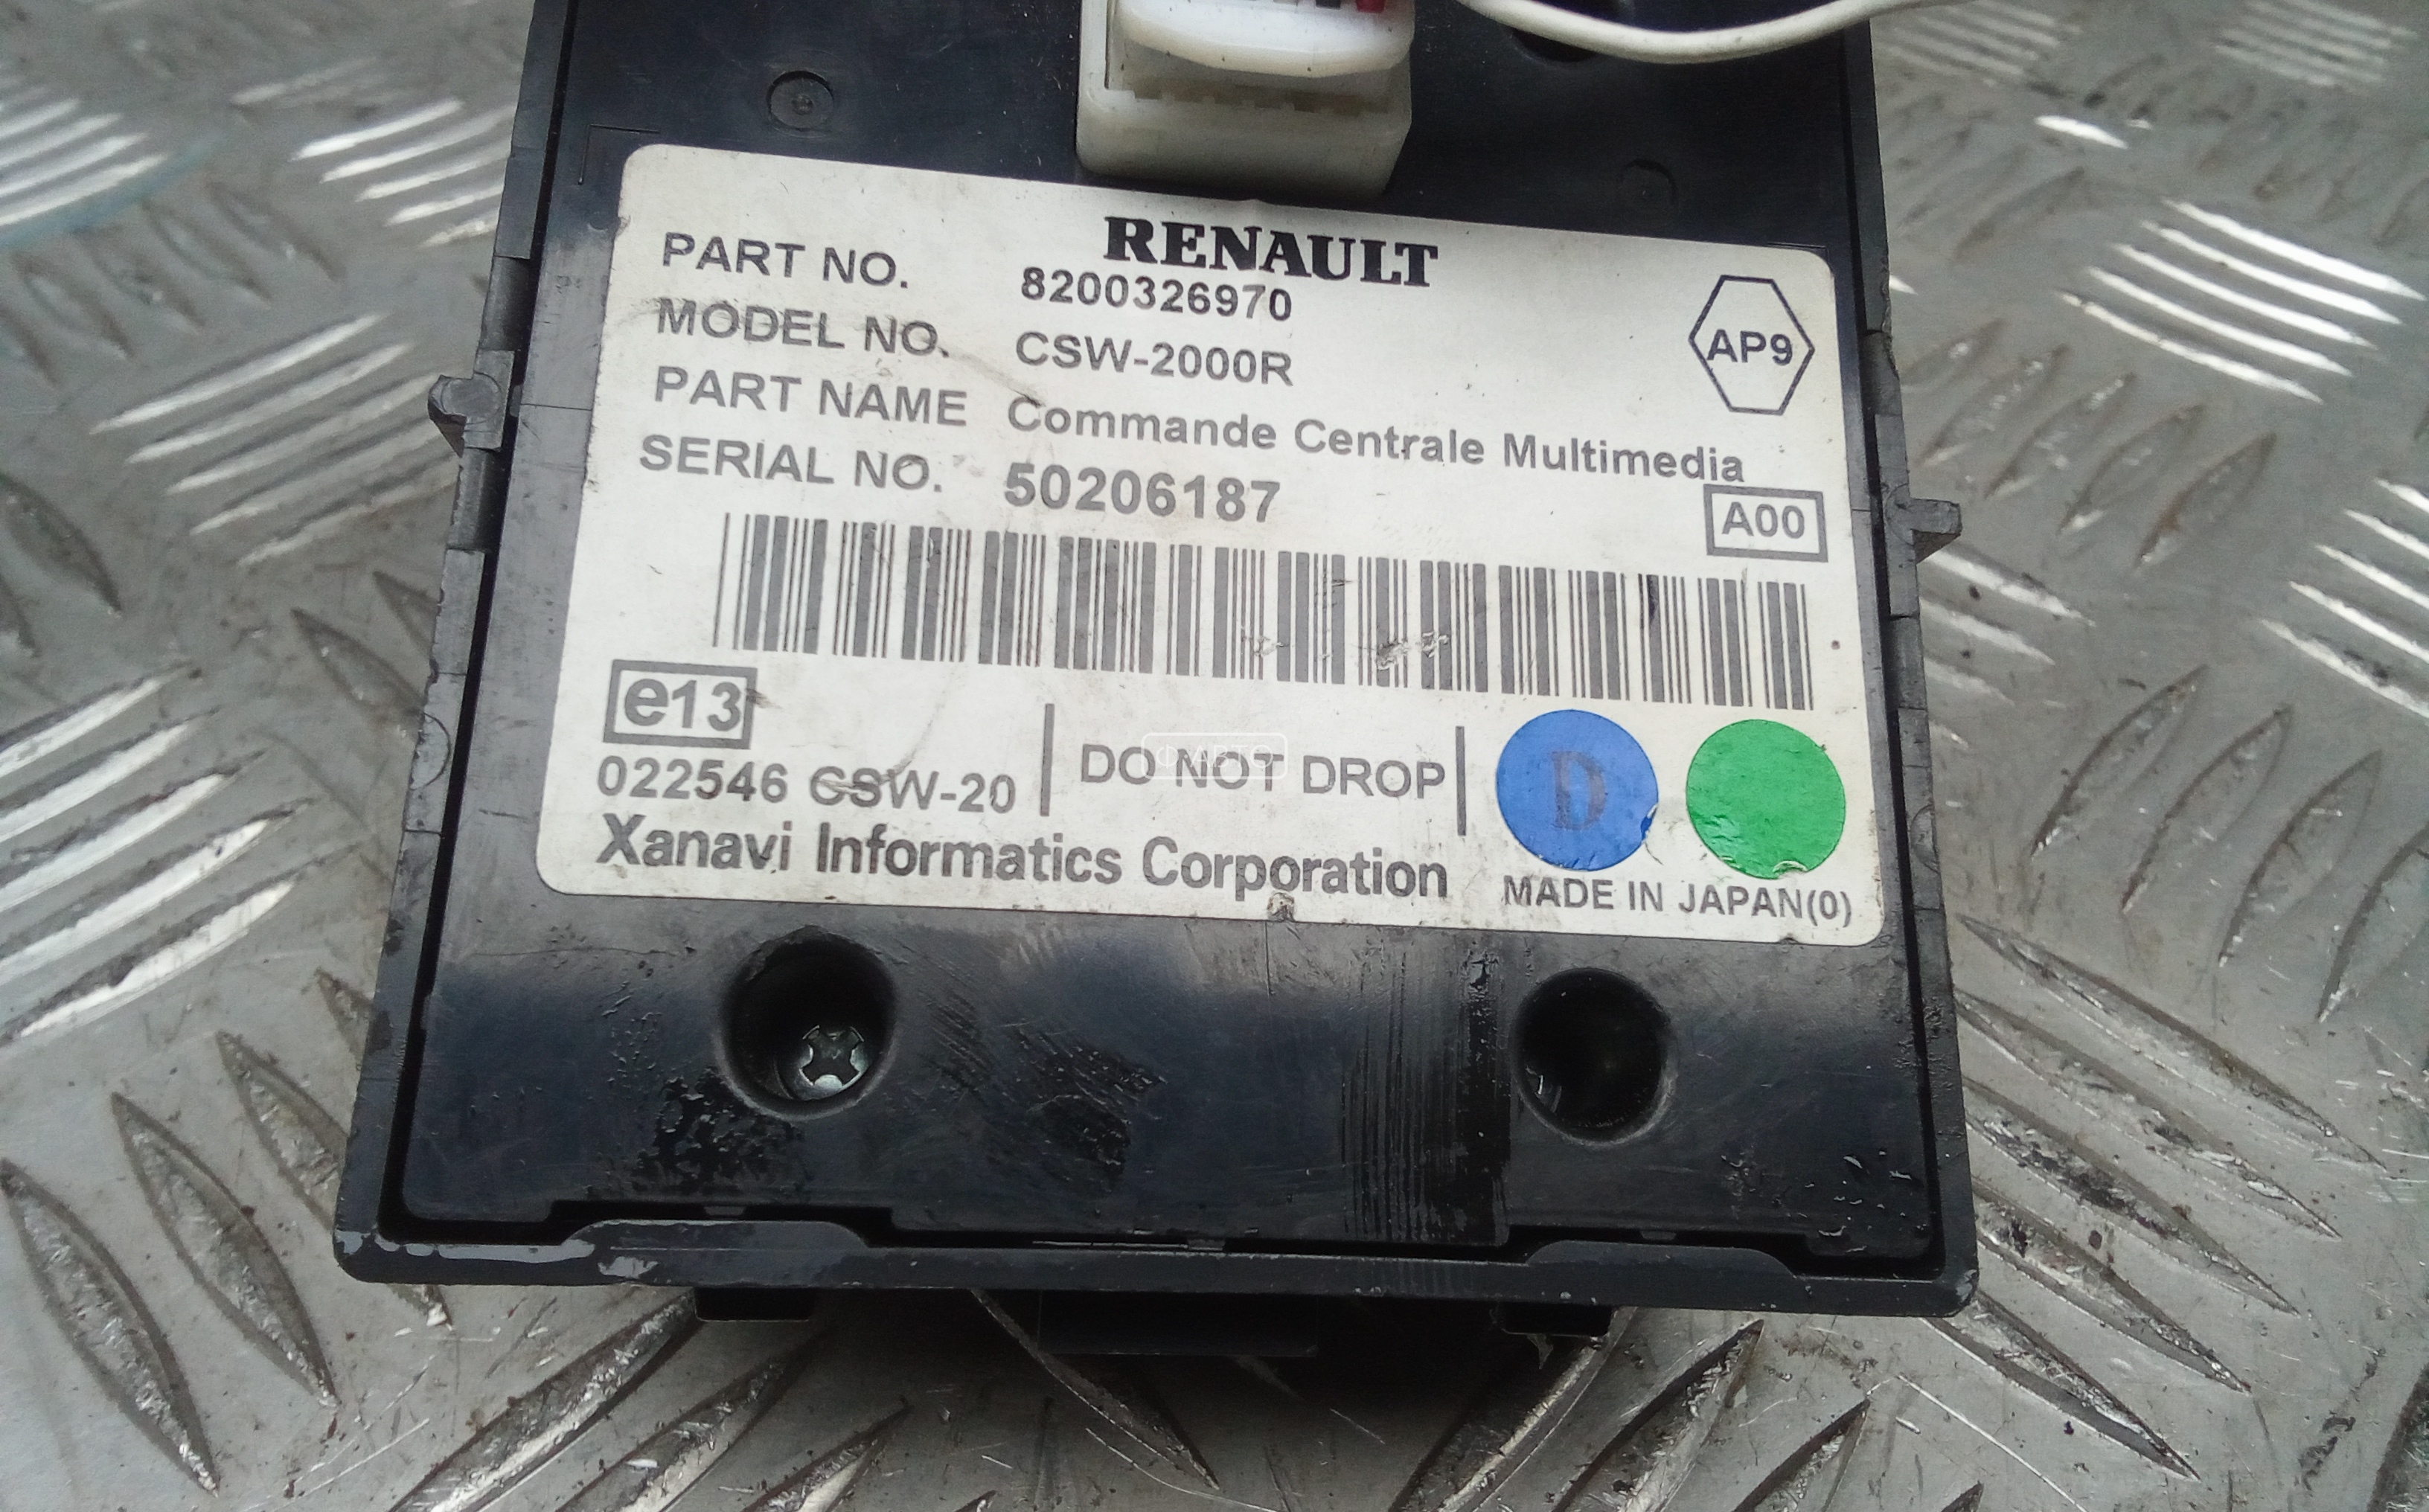 RENAULT
PART NO. 8200326970
MODEL NO. CSW-2000R
AP9
PART NAME Commande Centrale Multimedia
SERIAL NO. 50206187
A00
e13
022546 CSW-20
DO NOT DROP
D
Xanavi Informatics Corporation
MADE IN JAPAN(0)